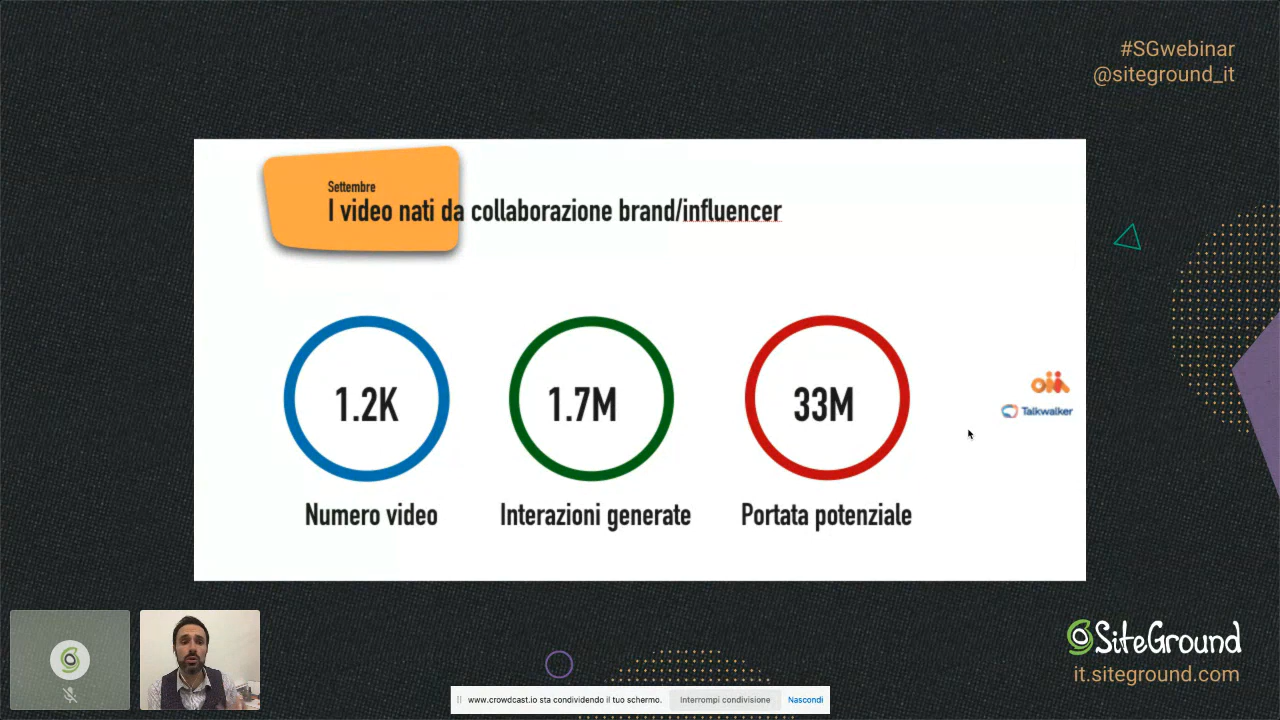 #SGwebinar
@siteground_it
Settembre
I video nati da collaborazione brand/influencer
1.2K
1.7M
33M
oim
Talkwalker
Numero video
Interazioni generate
Portata potenziale
SiteGround
it.siteground.com
www.crowdcast.io sta condividendo il tuo schermo.
Interrompi condivisione
Nascondi